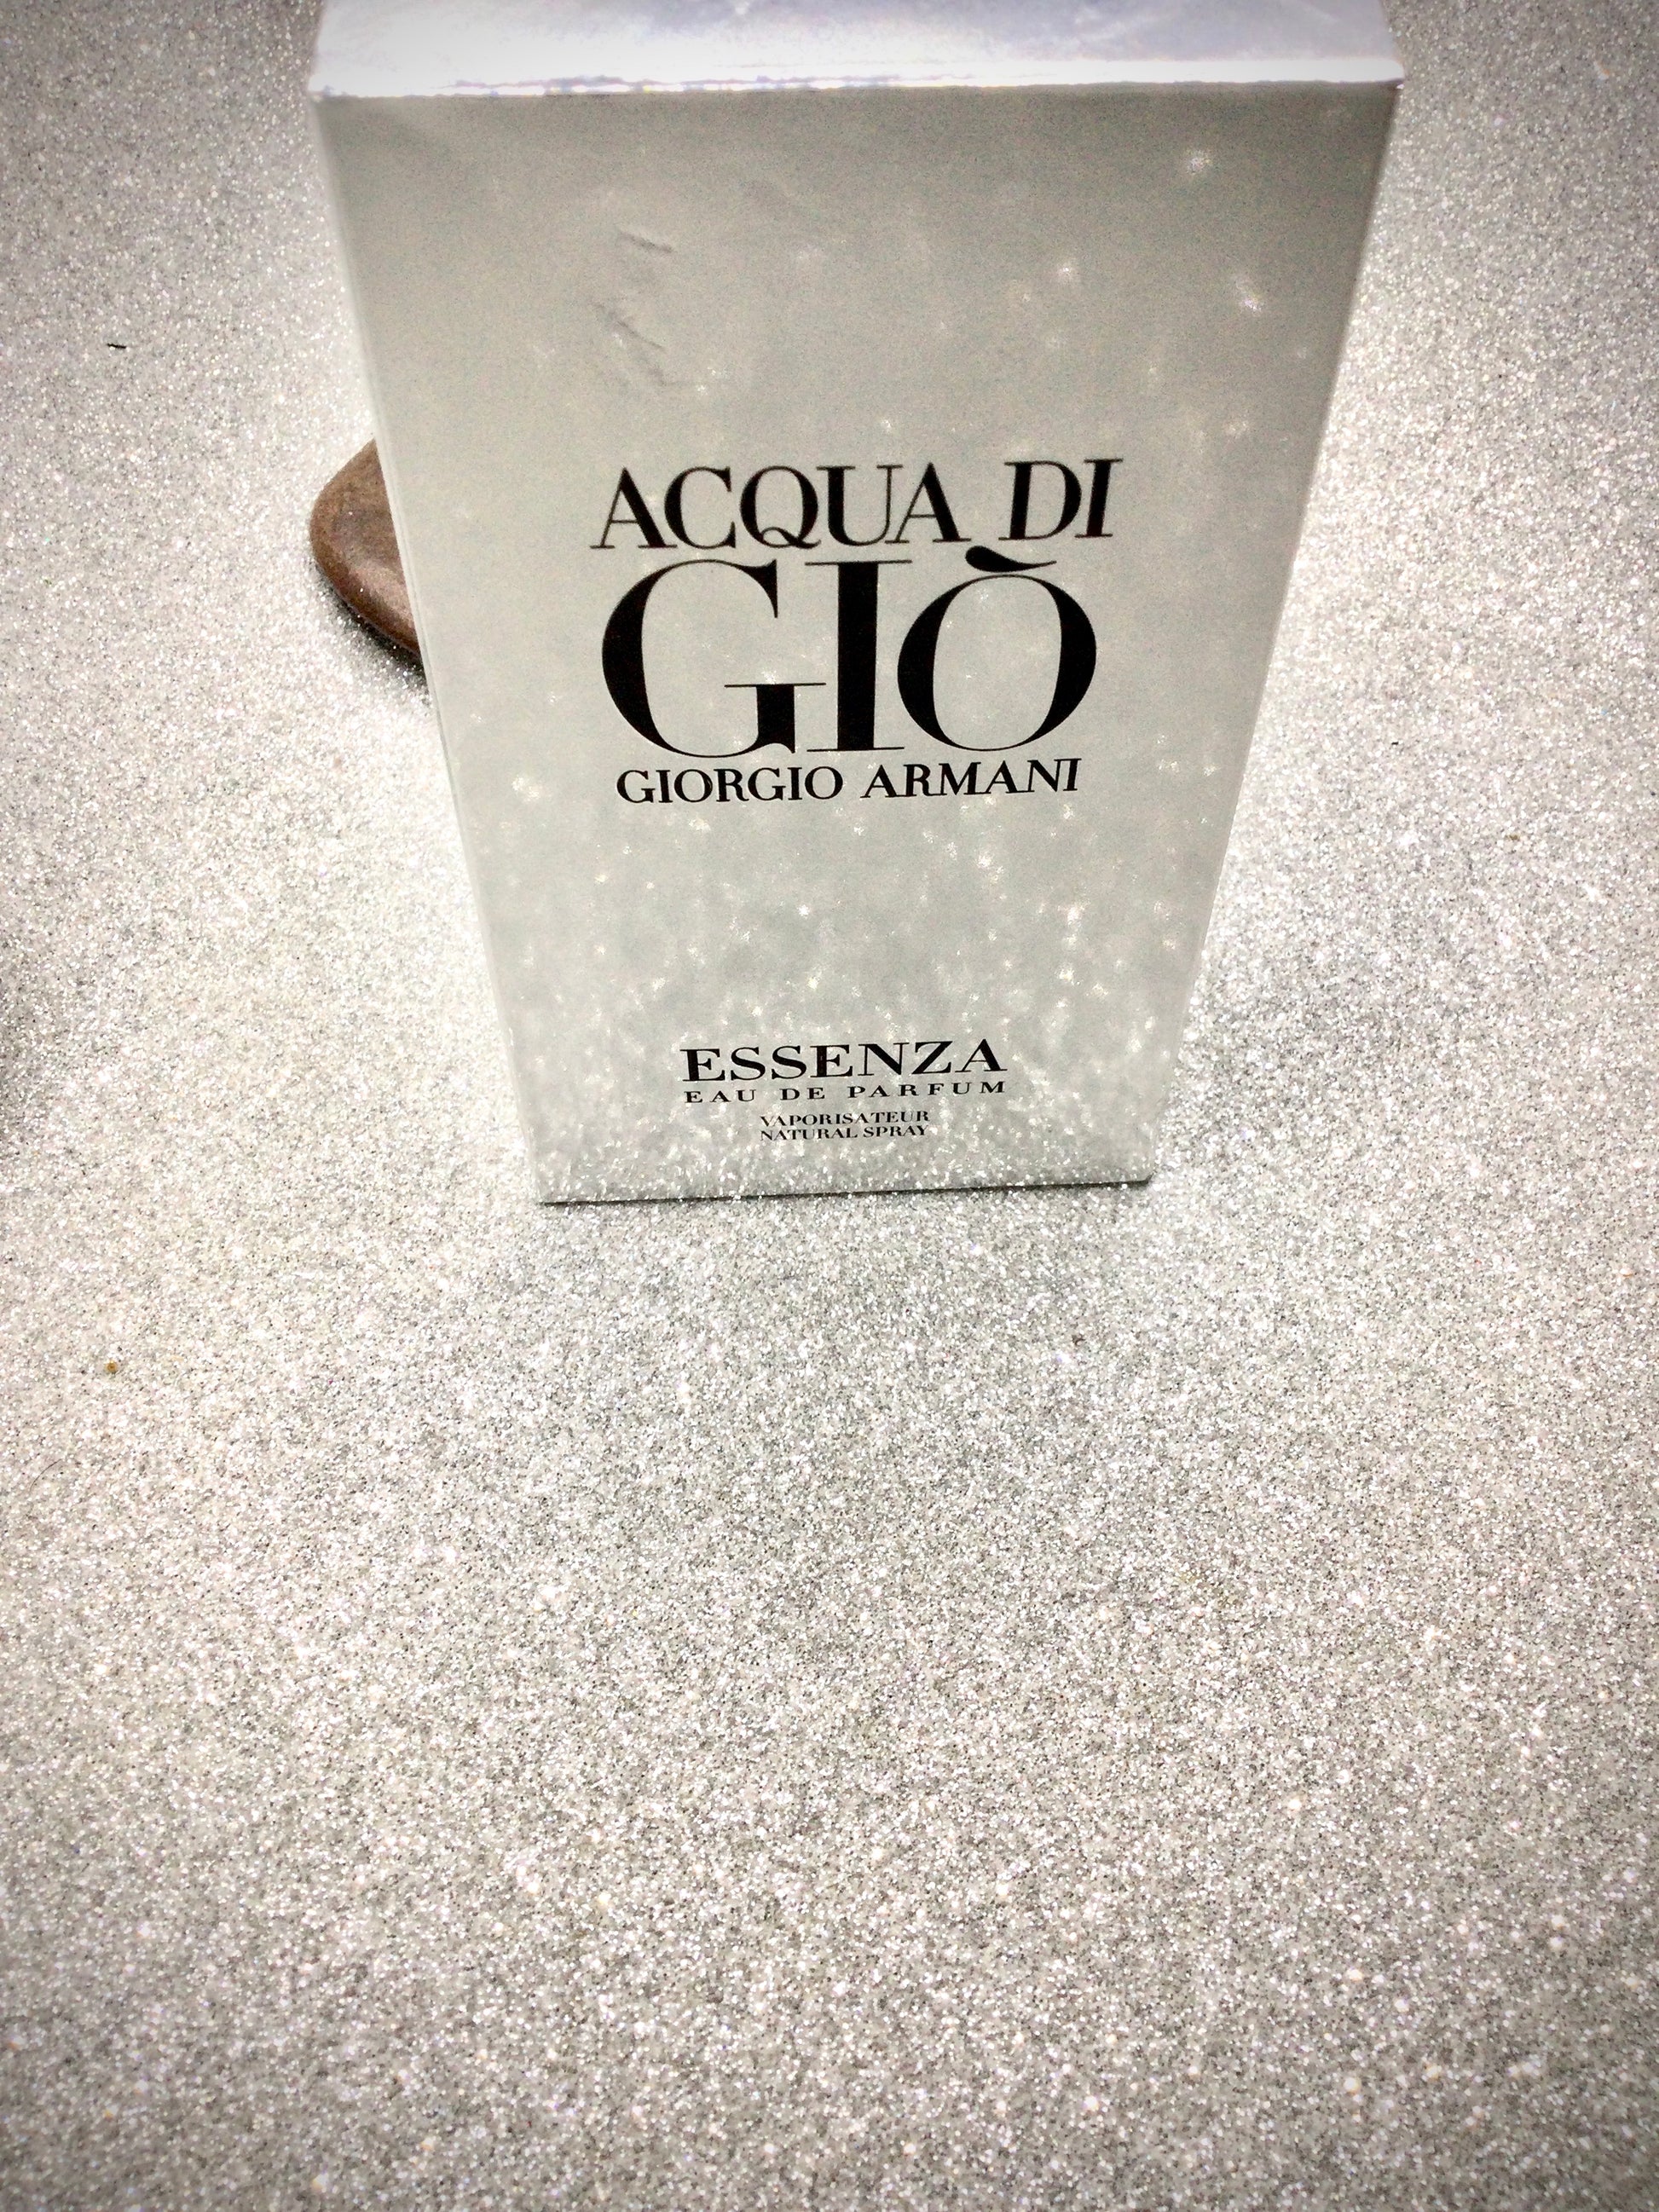 ACQUA DI
GIÒ
GIORGIO ARMANI
ESSENZA
EAU DE PARFUM
VAPORISATEUR
NATURAL SPRAY